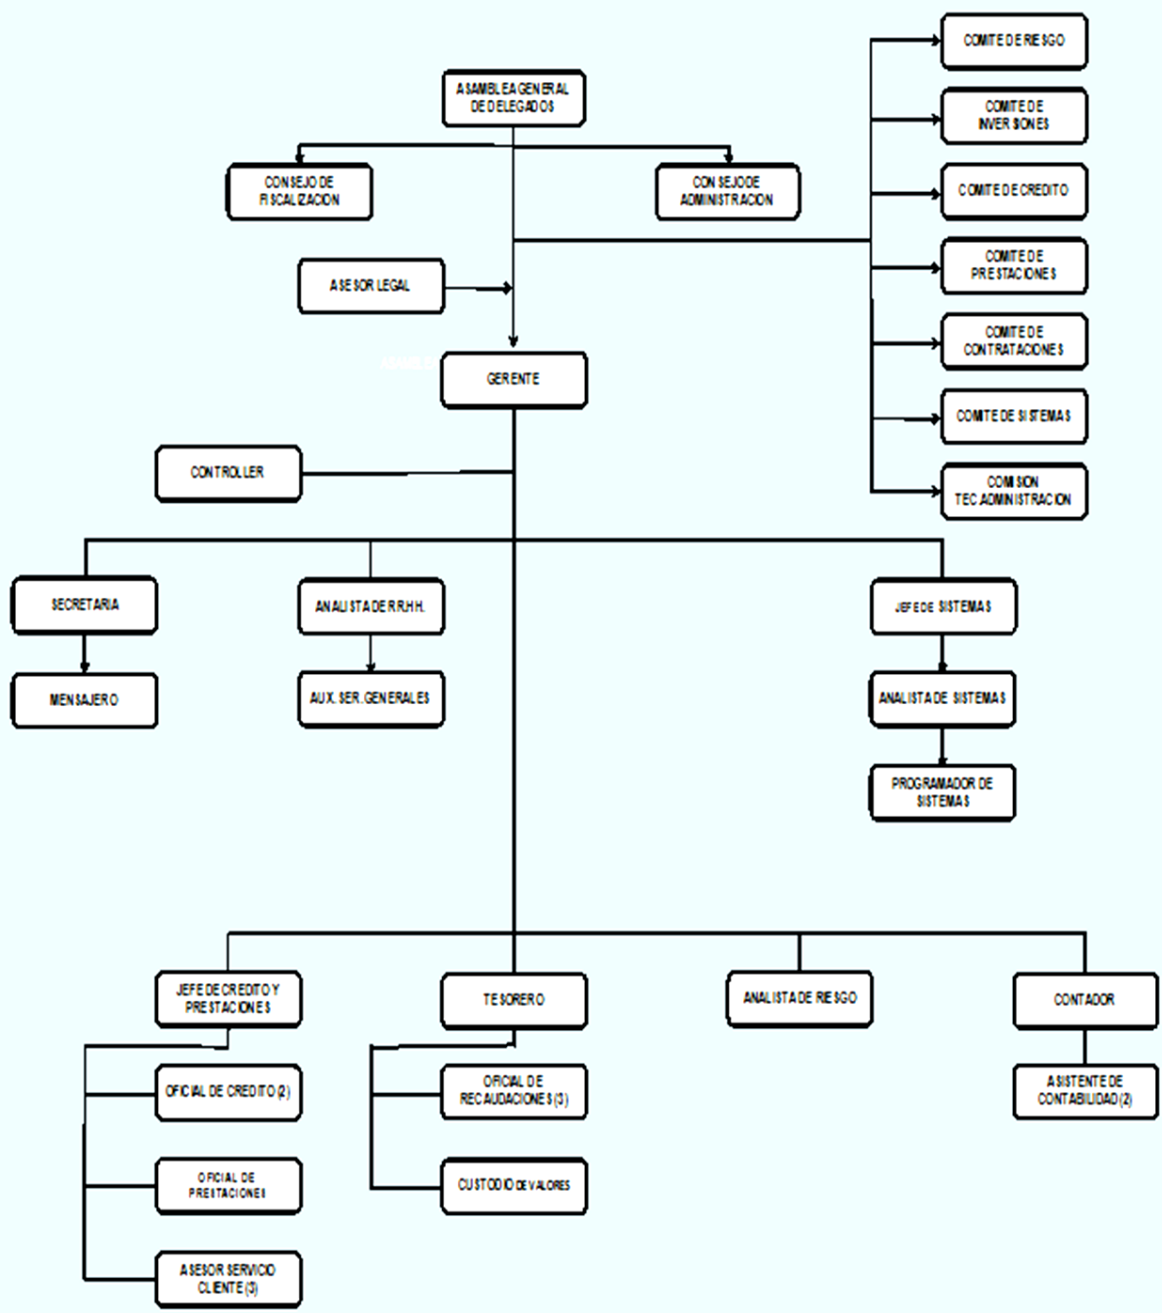 ASAMBLEA GENERAL
DE DELEGADOS
CONSEJO DE
FISCALIZACION
CONSEJO DE
ADMINISTRACION
COMITE DE RIESGO
COMITE DE
INVERSIONES
COMITE DE CREDITO
COMITE DE
PRESTACIONES
COMITE DE
CONTRATACIONES
COMITE DE SISTEMAS
COMISION
TEC.ADMINISTRACION
ASESOR LEGAL
GERENTE
CONTROLLER
SECRETARIA
ANALISTA DE RR.HH.
JEFE DE SISTEMAS
MENSAJERO
AUX. SER. GENERALES
ANALISTA DE SISTEMAS
PROGRAMADOR DE
SISTEMAS
JEFE DE CREDITO Y
PRESTACIONES
TESORERO
ANALISTA DE RIESGO
CONTADOR
OFICIAL DE CREDITO (2)
OFICIAL DE
RECAUDACIONES (3)
ASISTENTE DE
CONTABILIDAD (2)
OFICIAL DE
PRESTACIONES
CUSTODIO DE VALORES
ASESOR SERVICIO
CLIENTE (3)